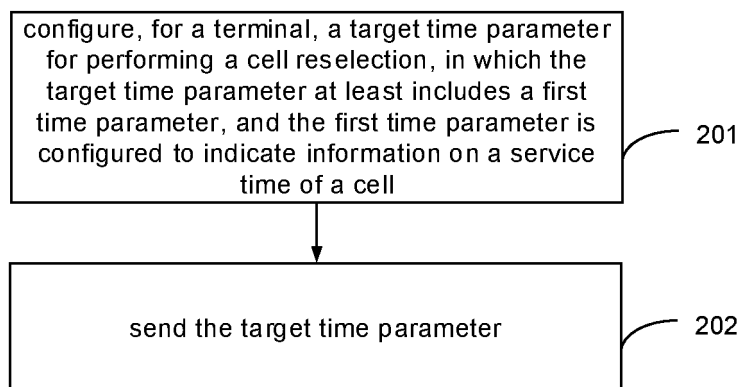 configure, for a terminal, a target time parameter
for performing a cell reselection, in which the
target time parameter at least includes a first
time parameter, and the first time parameter is
configured to indicate information on a service
time of a cell
201
send the target time parameter
202